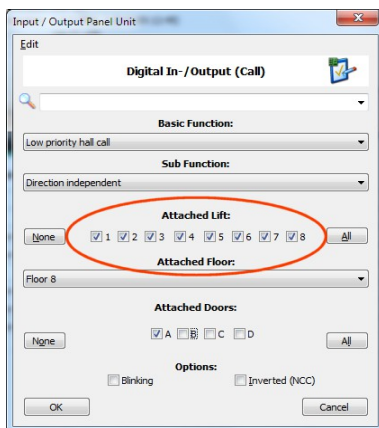 Input / Output Panel Unit
Edit
Digital In-/Output (Call)
Basic Function:
Low priority hall call
Sub Function:
Direction independent
Attached Lift:
None 1 2 3 4 5 6 7 8 All
Attached Floor:
Floor 8
Attached Doors:
None A B C D All
Options:
Blinking Inverted (NCC)
OK Cancel